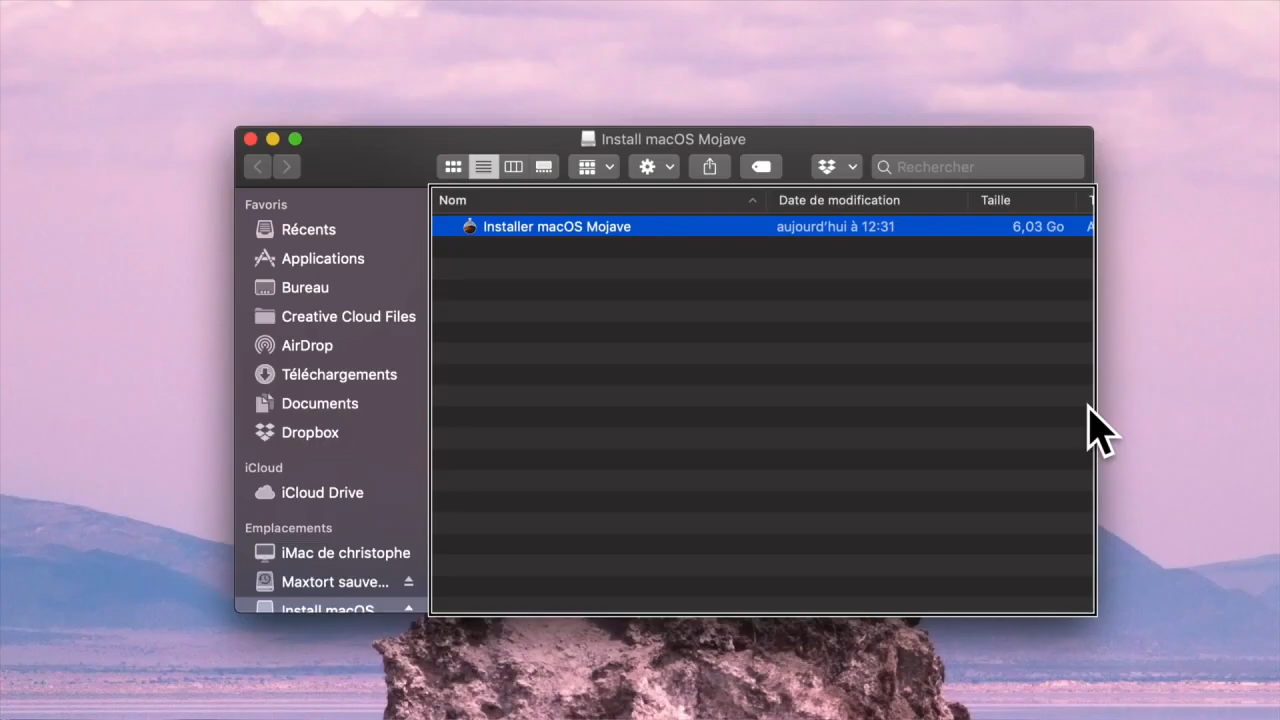 Install macOS Mojave
Rechercher
Favoris
Récents
Applications
Bureau
Creative Cloud Files
AirDrop
Téléchargements
Documents
Dropbox
iCloud
iCloud Drive
Emplacements
iMac de christophe
Maxtort sauve...
Install macOS
Nom Date de modification Taille
Installer macOS Mojave aujourd'hui à 12:31 6,03 Go A